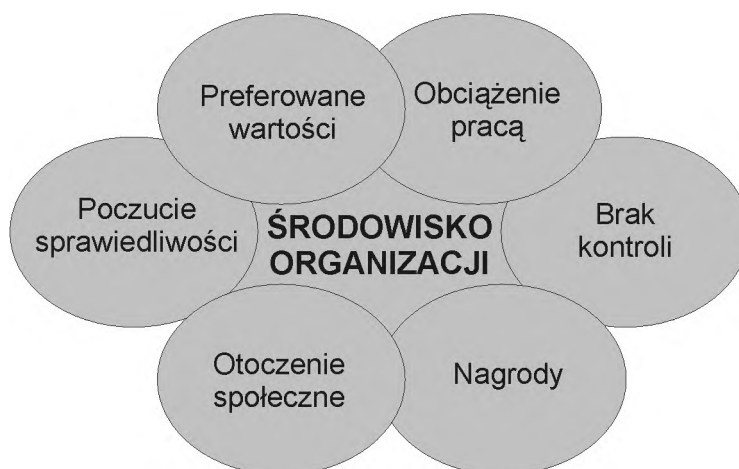 Preferowane
wartości
Obciążenie
pracą
Poczucie
sprawiedliwości
ŚRODOWISKO
ORGANIZACJI
Brak
kontroli
Otoczenie
społeczne
Nagrody